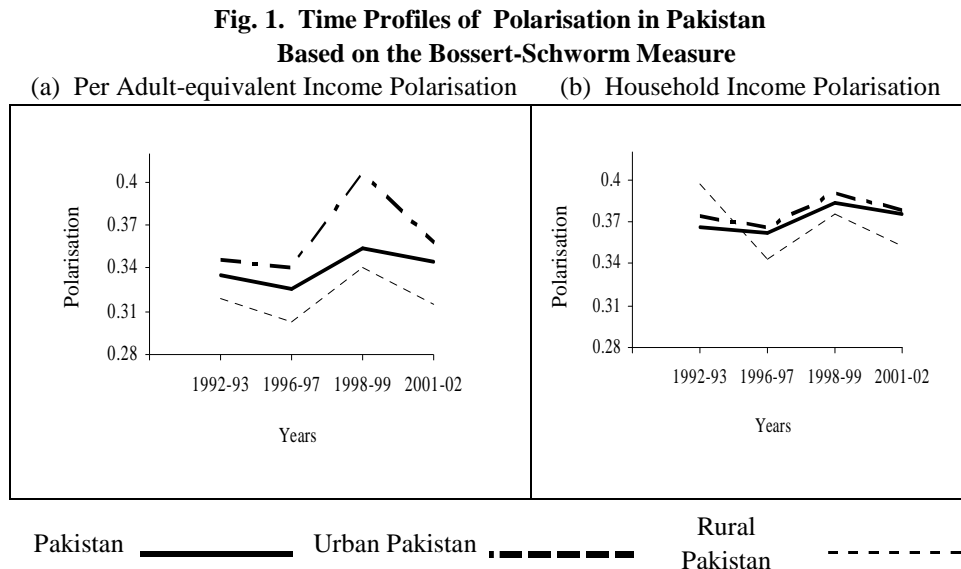 Fig. 1. Time Profiles of Polarisation in Pakistan
Based on the Bossert-Schworm Measure
(a) Per Adult-equivalent Income Polarisation
(b) Household Income Polarisation
Polarisation
0.4
0.37
0.34
0.31
0.28
1992-93 1996-97 1998-99 2001-02
Years
Polarisation
0.4
0.37
0.34
0.31
0.28
1992-93 1996-97 1998-99 2001-02
Years
Pakistan
Urban Pakistan
Rural
Pakistan